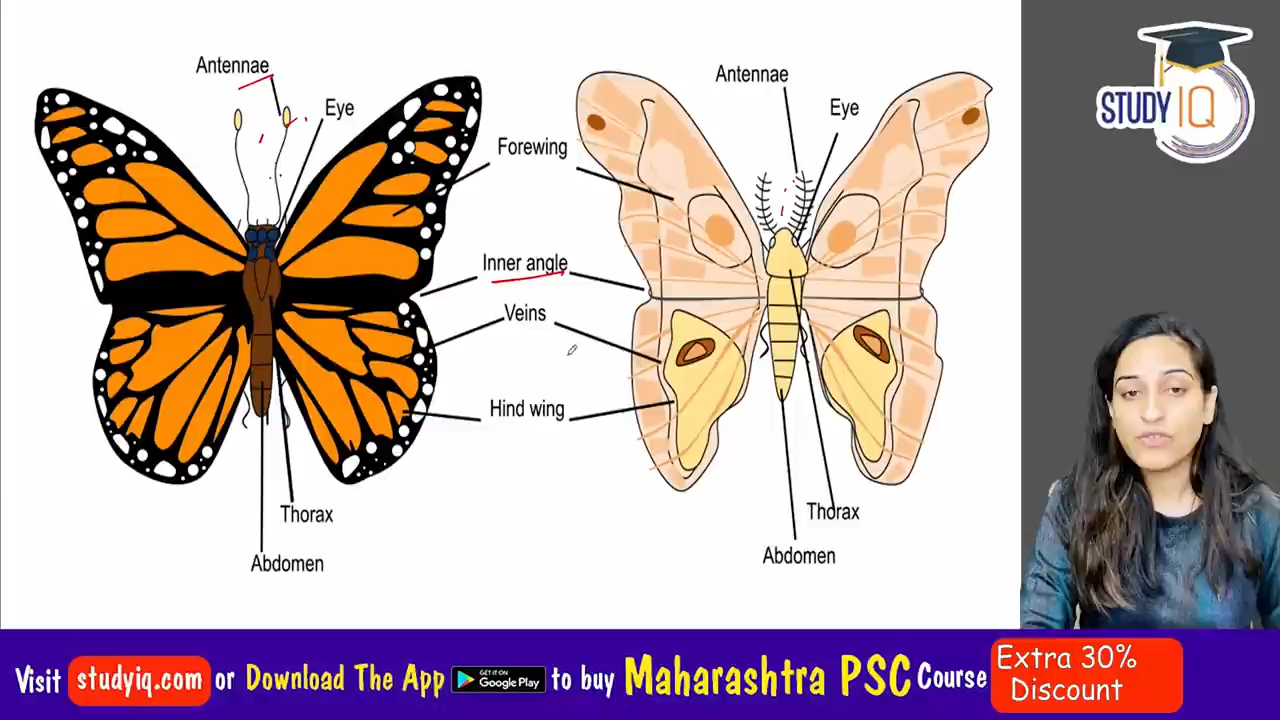 Antennae
Eye
Forewing
Inner angle
Veins
Hind wing
Thorax
Abdomen
Antennae
Eye
Thorax
Abdomen
STUDY IQ
Visit studyiq.com or Download The App GET IT ON Google Play to buy Maharashtra PSC Course
Extra 30%
Discount